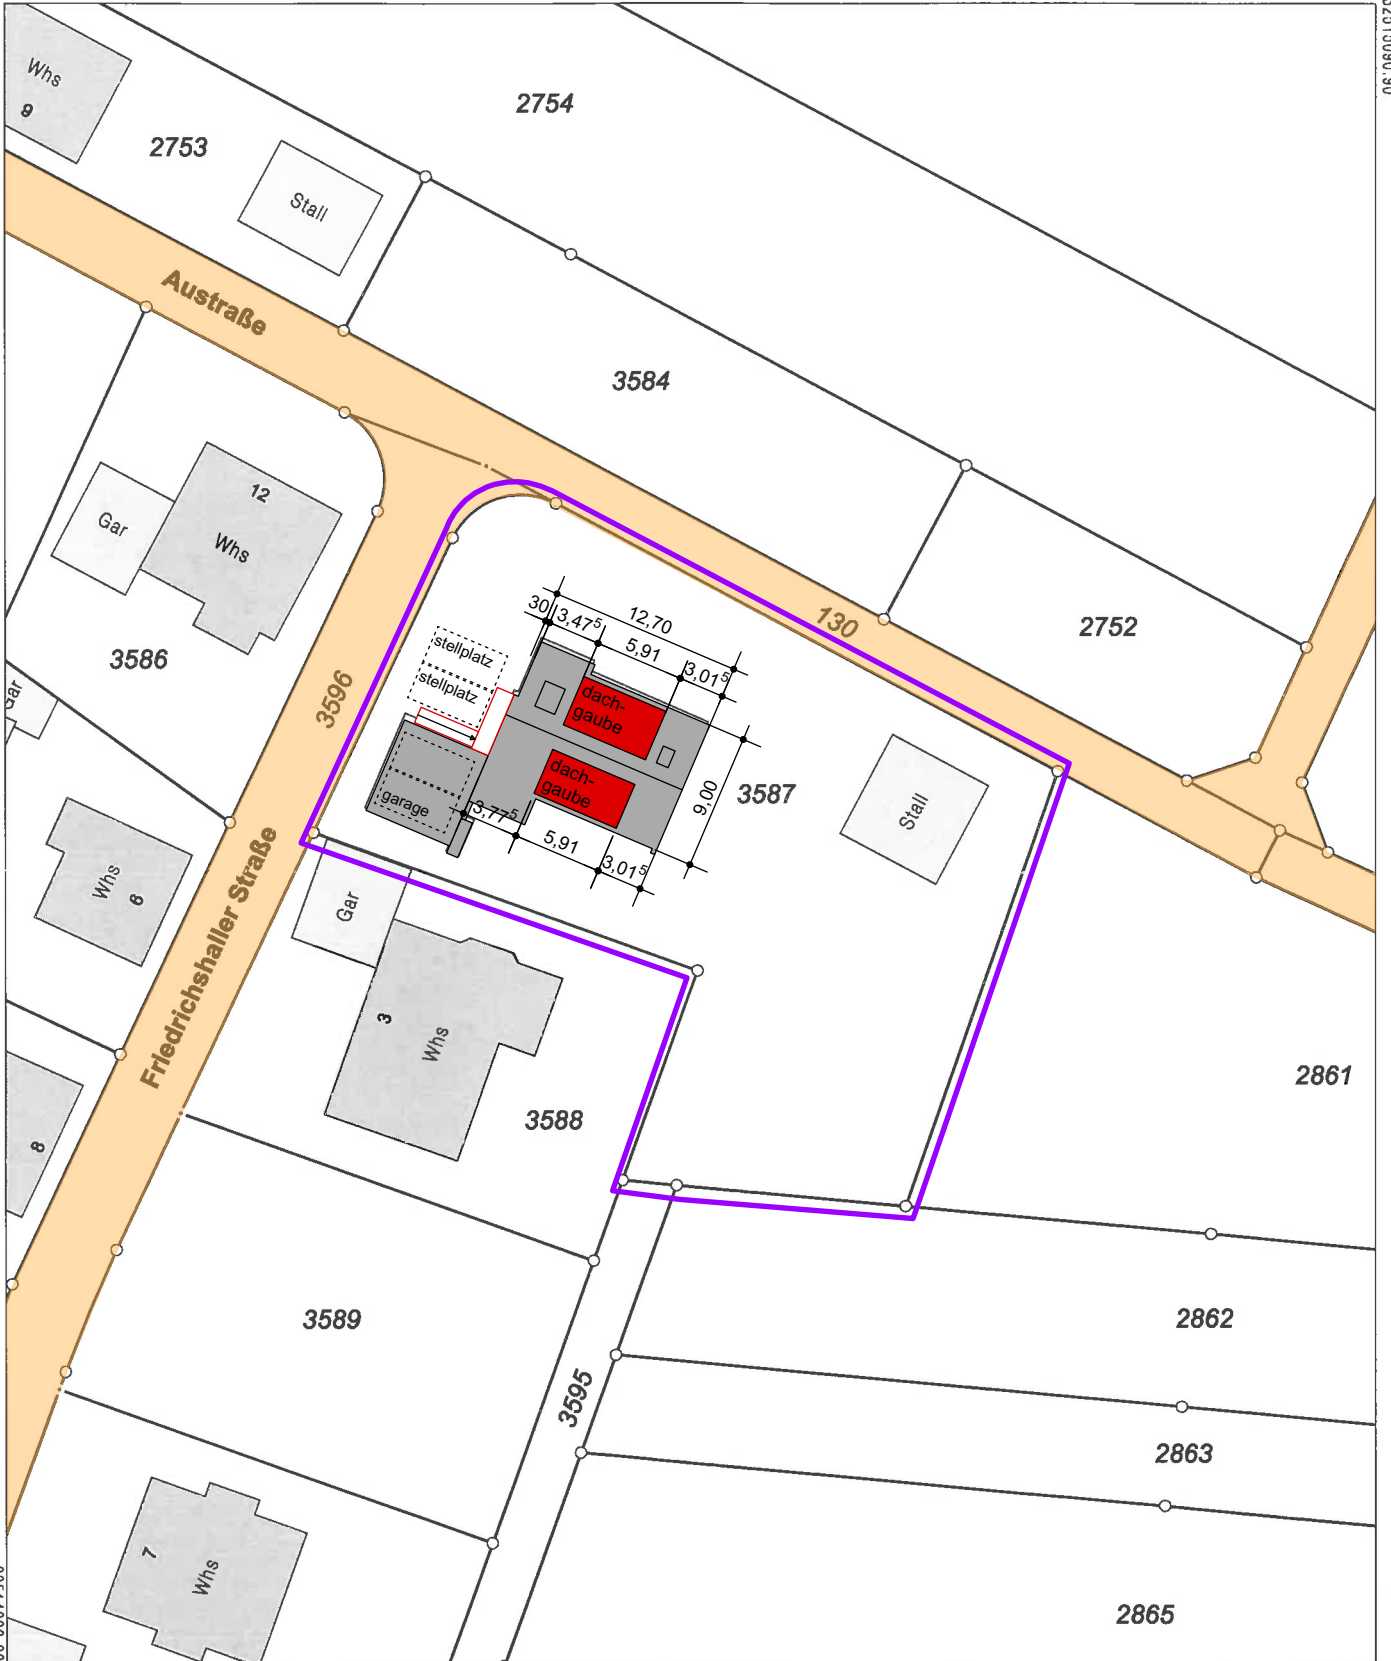 Whs
9
2753
2754
Stall
Austraße
3584
12
Gar
Whs
3586
Gar
3596
130
2752
12,70
30
3,47⁵
5,91
3,01⁵
stellplatz
stellplatz
dach-
gaube
dach-
gaube
garage
3,77⁵
5,91
3,01⁵
9,00
3587
Stall
Whs
6
Friedrichshaller Straße
Gar
3
Whs
3588
2861
8
3589
2862
3595
2863
7
Whs
2865